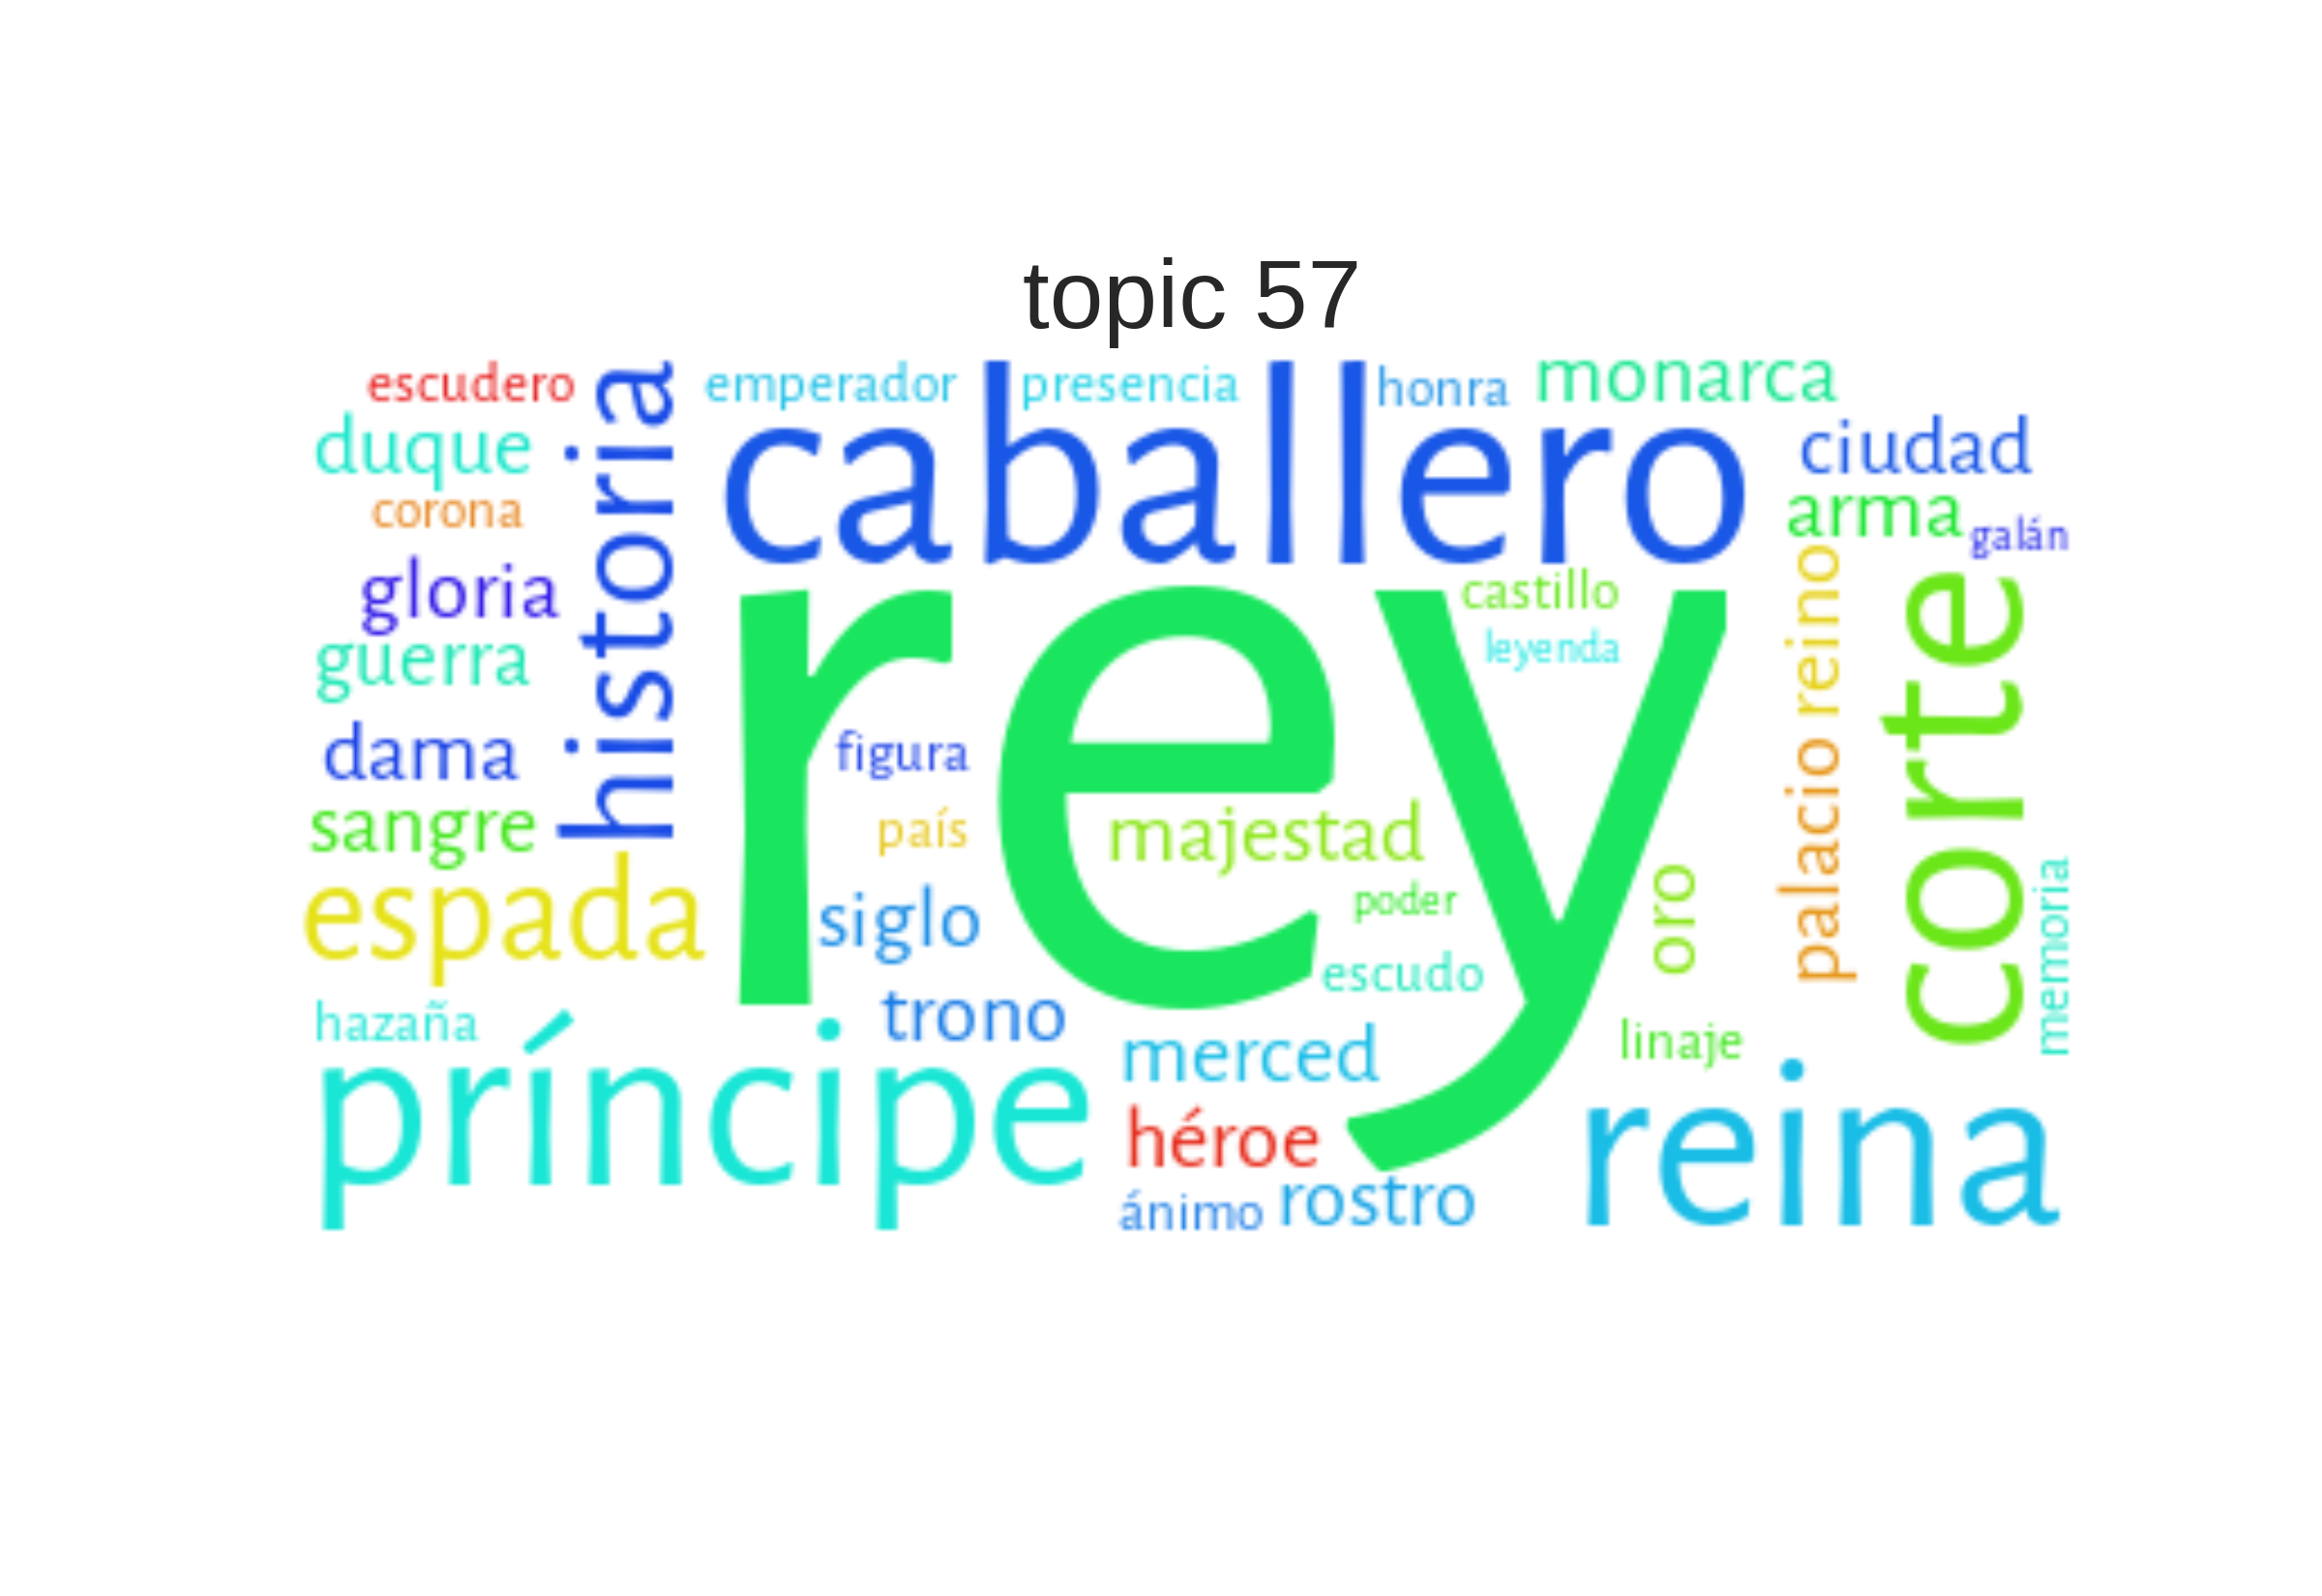 topic 57
escudero
emperador
presencia
honra
monarca
duque
historia
caballero
ciudad
corona
arma
galán
gloria
rey
castillo
reino
corte
guerra
leyenda
dama
figura
palacio
sangre
país
majestad
espada
siglo
poder
oro
memoria
escudo
hazaña
trono
príncipe
merced
linaje
héroe
reina
ánimo
rostro